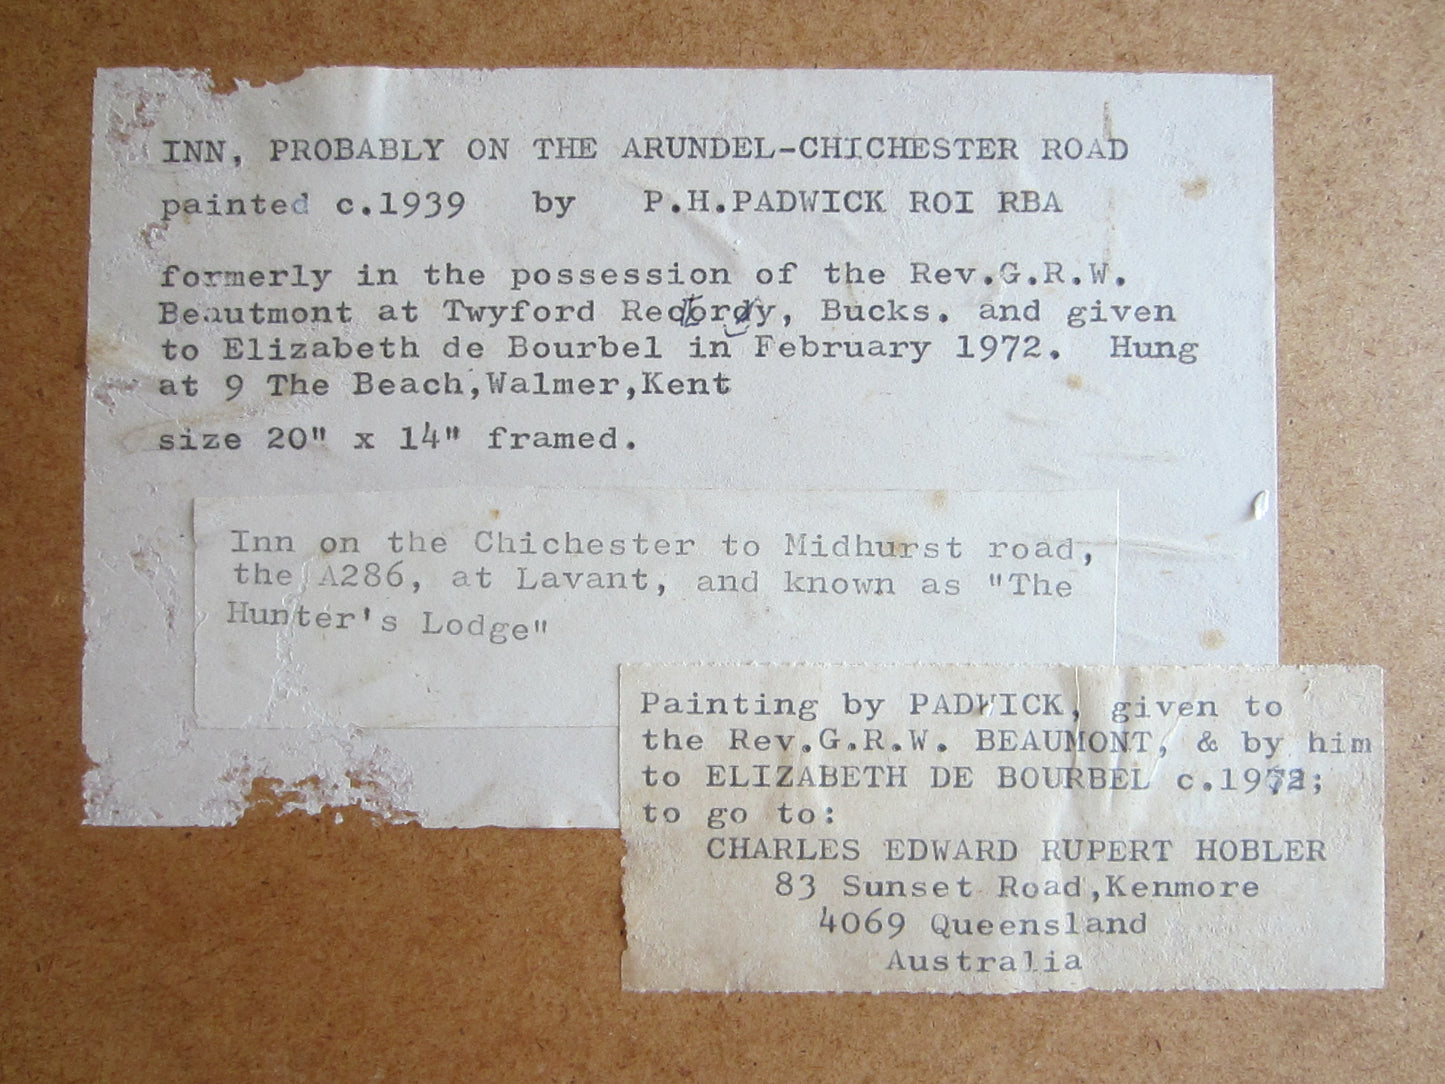 INN, PROBABLY ON THE ARUNDEL-CHICHESTER ROAD
painted c.1939 by P.H.PADWICK ROI RBA
formerly in the possession of the Rev.G.R.W.
Beautmont at Twyford Rectory, Bucks. and given
to Elizabeth de Bourbel in February 1972. Hung
at 9 The Beach,Walmer,Kent
size 20" x 14" framed.
Inn on the Chichester to Midhurst road,
the A286, at Lavant, and known as "The
Hunter's Lodge"
Painting by PADWICK, given to
the Rev.G.R.W. BEAUMONT, & by him
to ELIZABETH DE BOURBEL c.1972;
to go to:
CHARLES EDWARD RUPERT HOBLER
83 Sunset Road,Kenmore
4069 Queensland
Australia